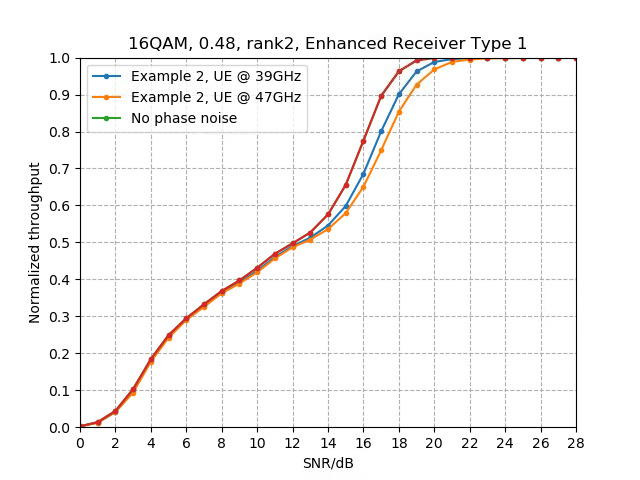 16QAM, 0.48, rank2, Enhanced Receiver Type 1
1.0
0.9
0.8
0.7
0.6
0.5
0.4
0.3
0.2
0.1
0.0
Normalized throughput
Example 2, UE @ 39GHz
Example 2, UE @ 47GHz
No phase noise
0 2 4 6 8 10 12 14 16 18 20 22 24 26 28
SNR/dB